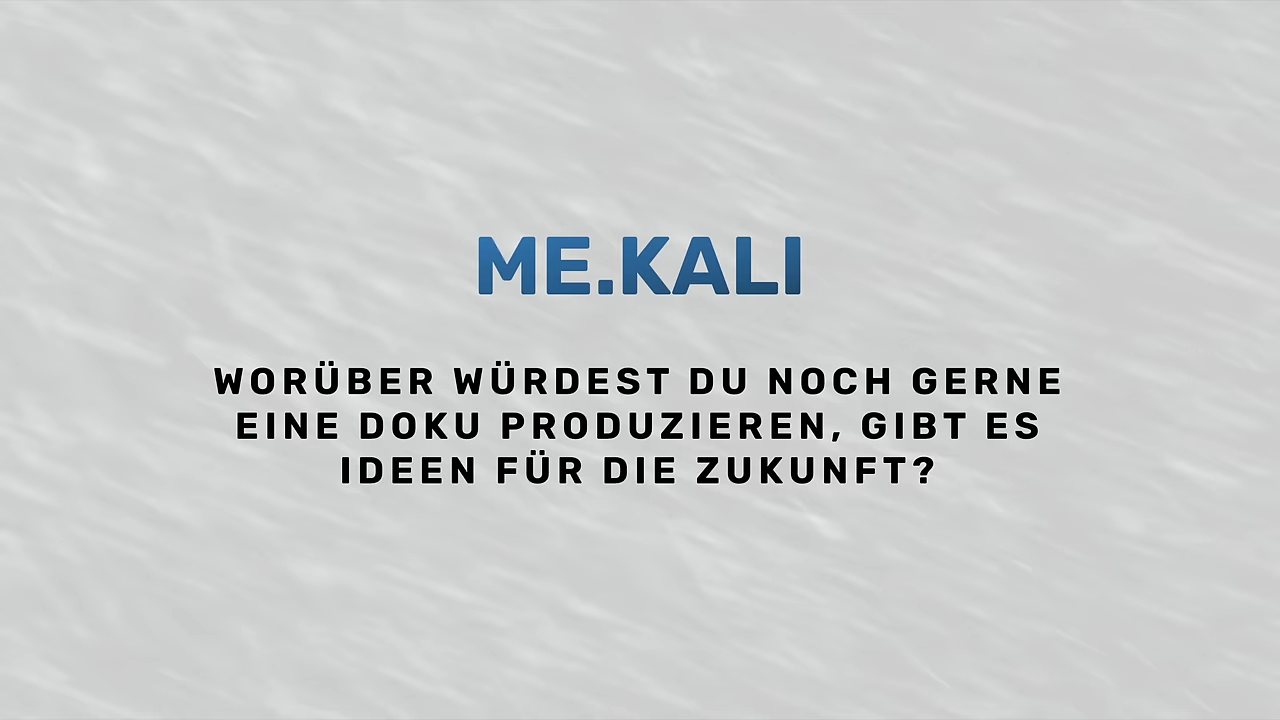 ME.KALI
WORÜBER WÜRDEST DU NOCH GERNE
EINE DOKU PRODUZIEREN, GIBT ES
IDEEN FÜR DIE ZUKUNFT?